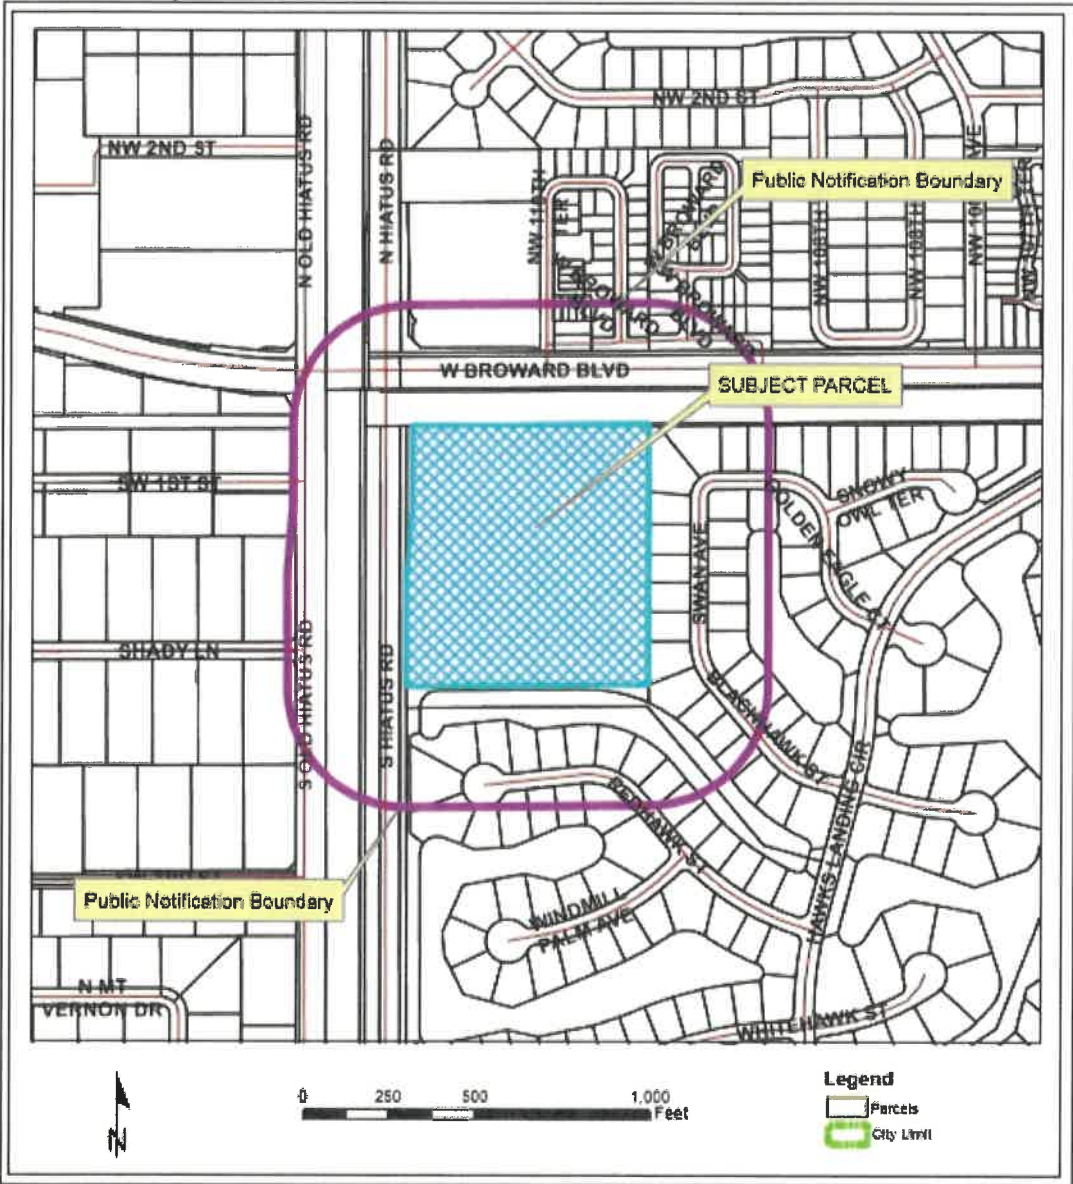 NW 2ND ST
NW 2ND ST
N OLD HIATUS RD
N HIATUS RD
NW 110TH
TER
Public Notification Boundary
NW 108TH
NW 108TH
W BROWARD
BLVD
W BROWARD BLVD
SUBJECT PARCEL
SW 1ST ST
SNOWY
OWL TER
GOLDEN EAGLE CT
SWAN AVE
SHADY LN
S OLD HIATUS RD
S HIATUS RD
BLACKHAWK ST
REDHAWK ST
HAWKS LANDING CIR
Public Notification Boundary
WINDMILL
PALM AVE
N MT
VERNON DR
WHITEHAWK ST
N
0 250 500 1,000
Feet
Legend
Parcels
City Limit